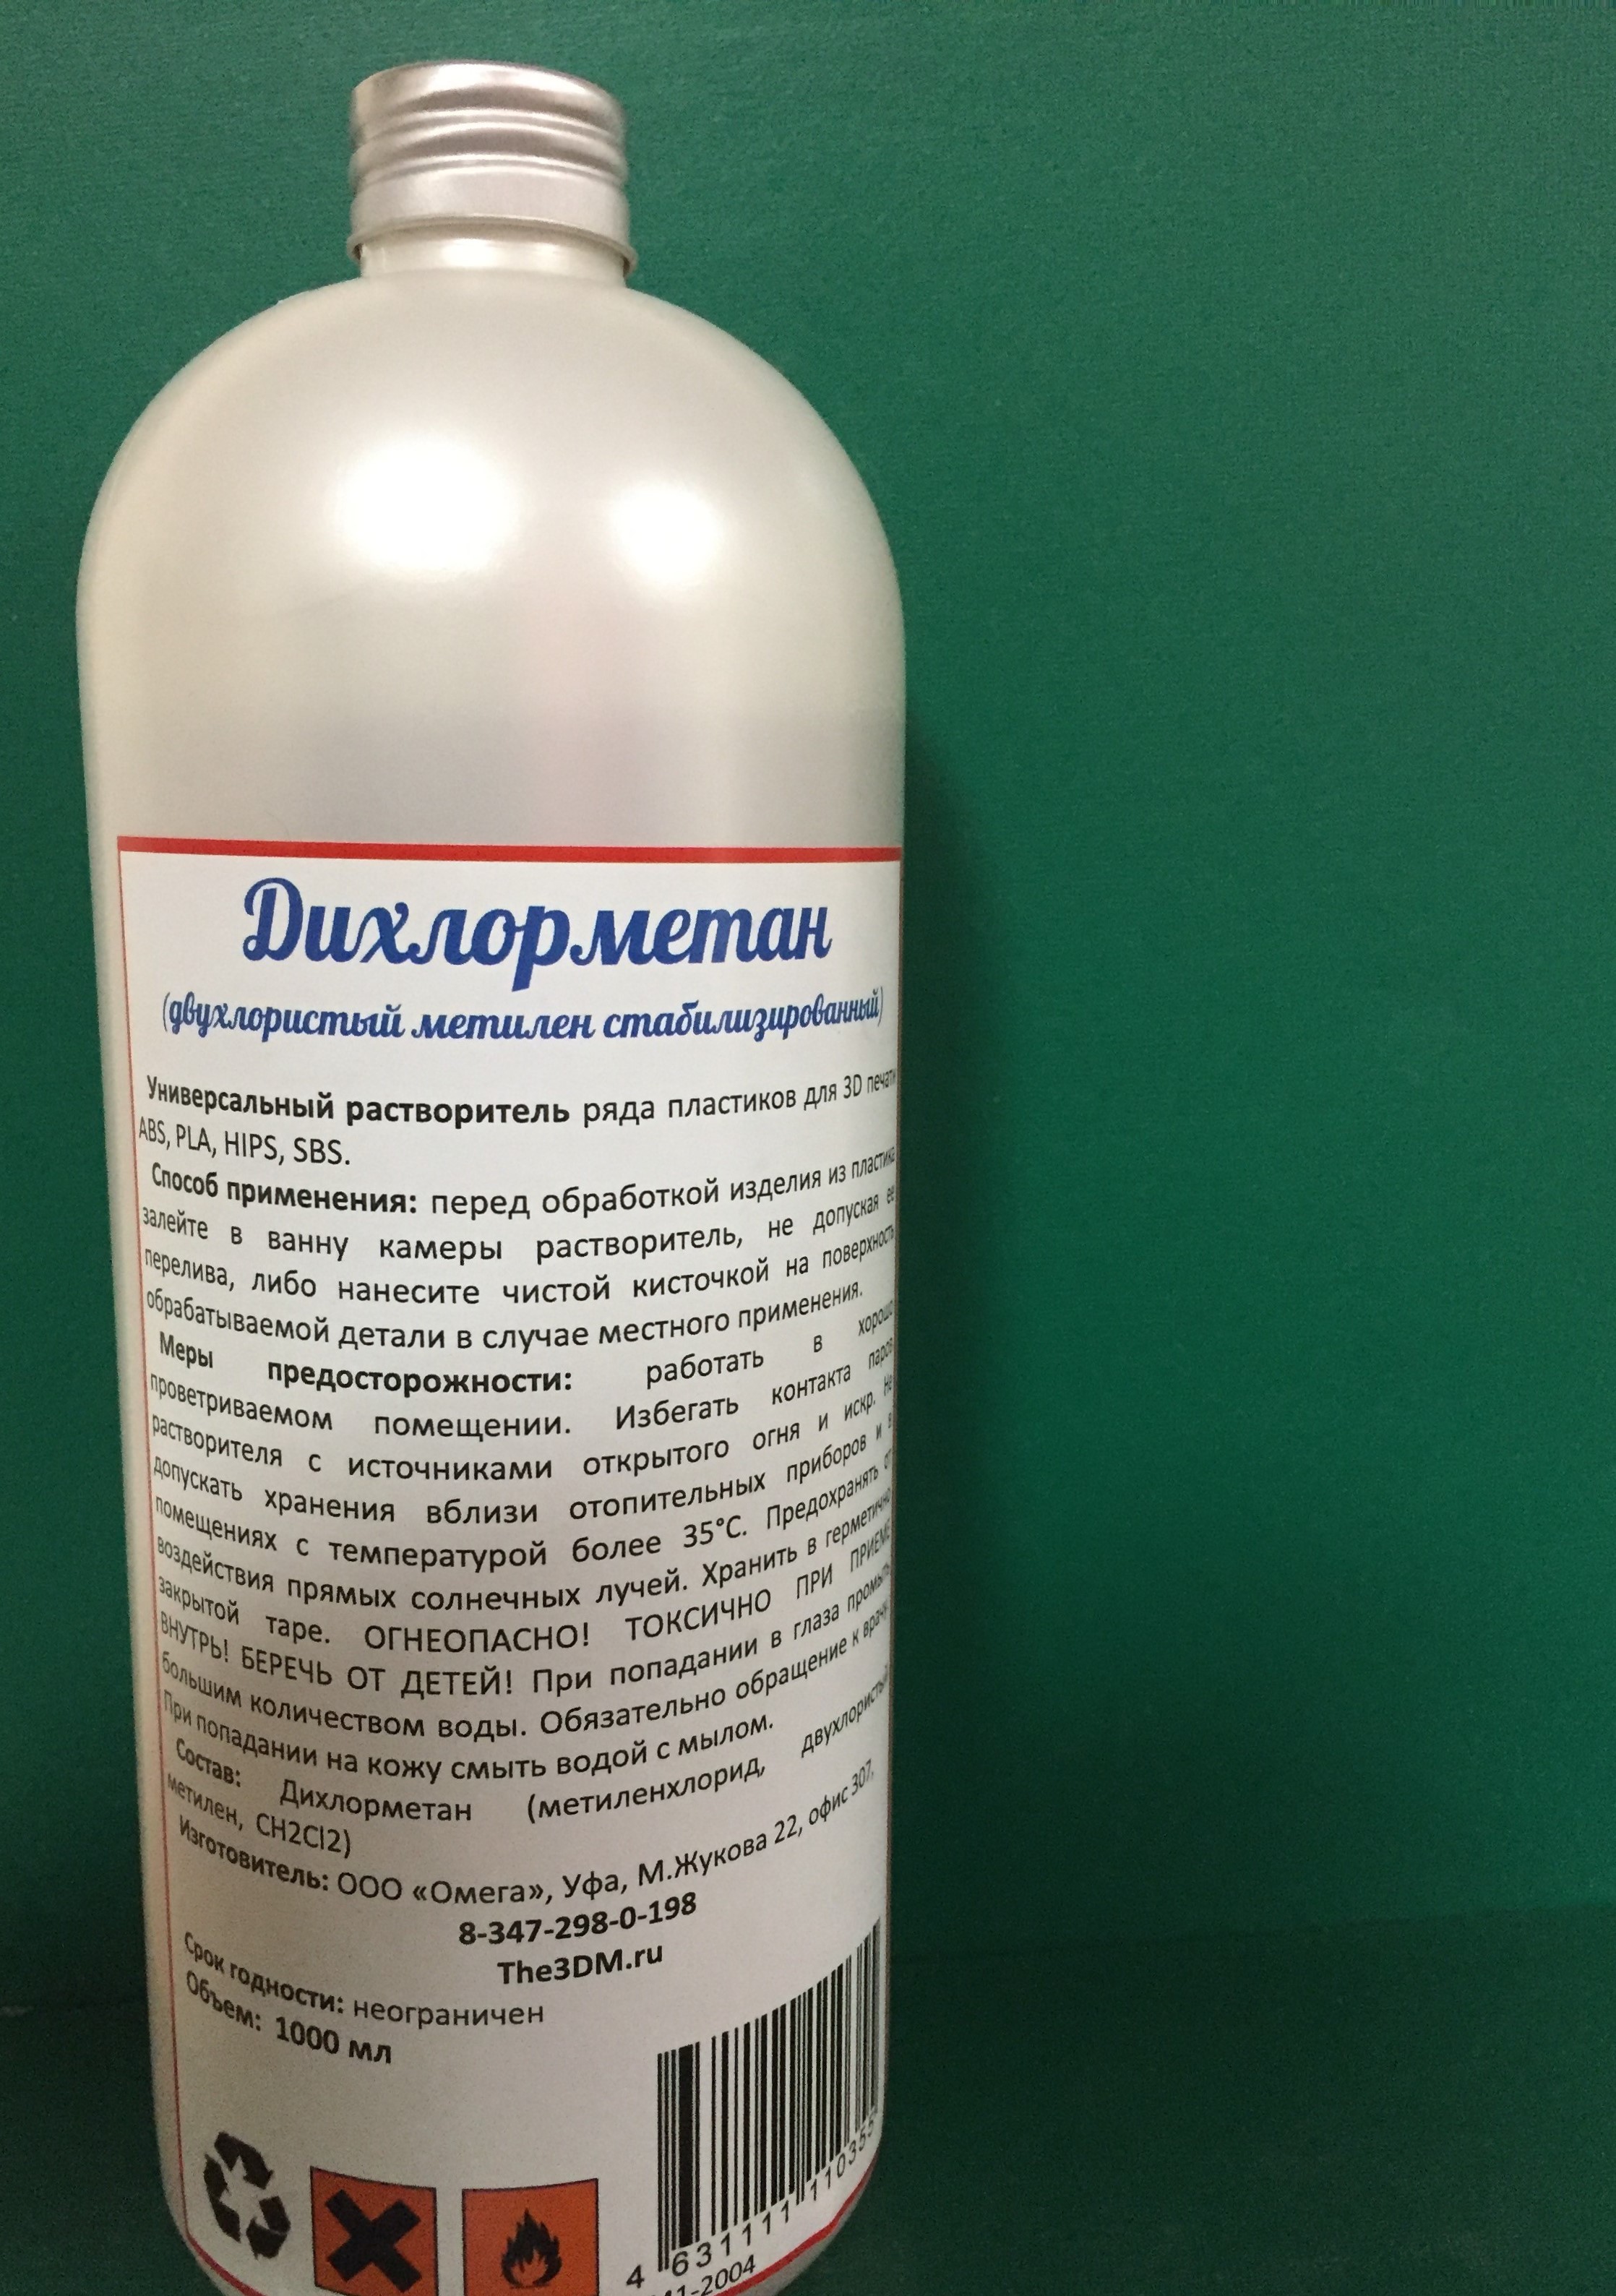 Дихлорметан
(двухлористый метилен стабилизированный)
Универсальный растворитель ряда пластиков для 3D печати
ABS, PLA, HIPS, SBS.
Способ применения: перед обработкой изделия из пластика
залейте в ванну камеры растворитель, не допуская ее
перелива, либо нанесите чистой кисточкой на поверхность
обрабатываемой детали в случае местного применения.
Меры предосторожности: работать в хорошо
проветриваемом помещении. Избегать контакта паров
растворителя с источниками открытого огня и искр. Не
допускать хранения вблизи отопительных приборов и в
помещениях с температурой более 35°C. Предохранять от
воздействия прямых солнечных лучей. Хранить в герметично
закрытой таре. ОГНЕОПАСНО! ТОКСИЧНО ПРИ ПРИЕМЕ
ВНУТРЬ! БЕРЕЧЬ ОТ ДЕТЕЙ! При попадании в глаза промыть
большим количеством воды. Обязательно обращение к врачу.
При попадании на кожу смыть водой с мылом.
Состав: Дихлорметан (метиленхлорид, двухлористый
метилен, CH2Cl2)
Изготовитель: ООО «Омега», Уфа, М.Жукова 22, офис 307,
8-347-298-0-198
The3DM.ru
Срок годности: неограничен
Объем: 1000 мл
4 631111 110355
41-2004